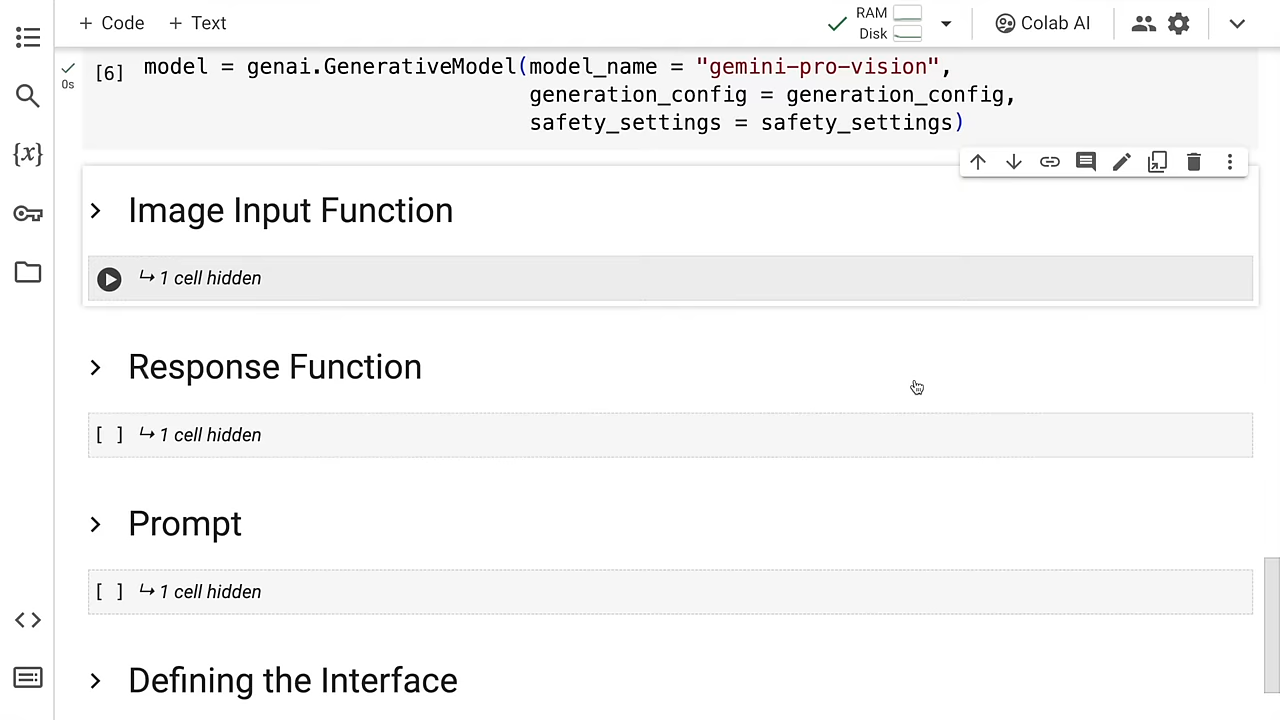 + Code + Text
RAM
Disk
Colab AI
[6] model = genai.GenerativeModel(model_name = "gemini-pro-vision",
0s
generation_config = generation_config,
safety_settings = safety_settings)
{x}
Image Input Function
1 cell hidden
Response Function
[ ] 1 cell hidden
Prompt
[ ] 1 cell hidden
Defining the Interface